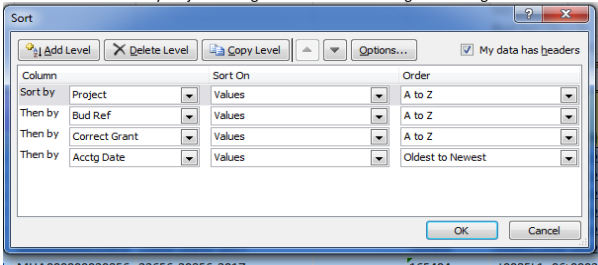 Sort
Add Level Delete Level Copy Level Options... My data has headers
Column Sort On Order
Sort by Project Values A to Z
Then by Bud Ref Values A to Z
Then by Correct Grant Values A to Z
Then by Acctg Date Values Oldest to Newest
OK Cancel